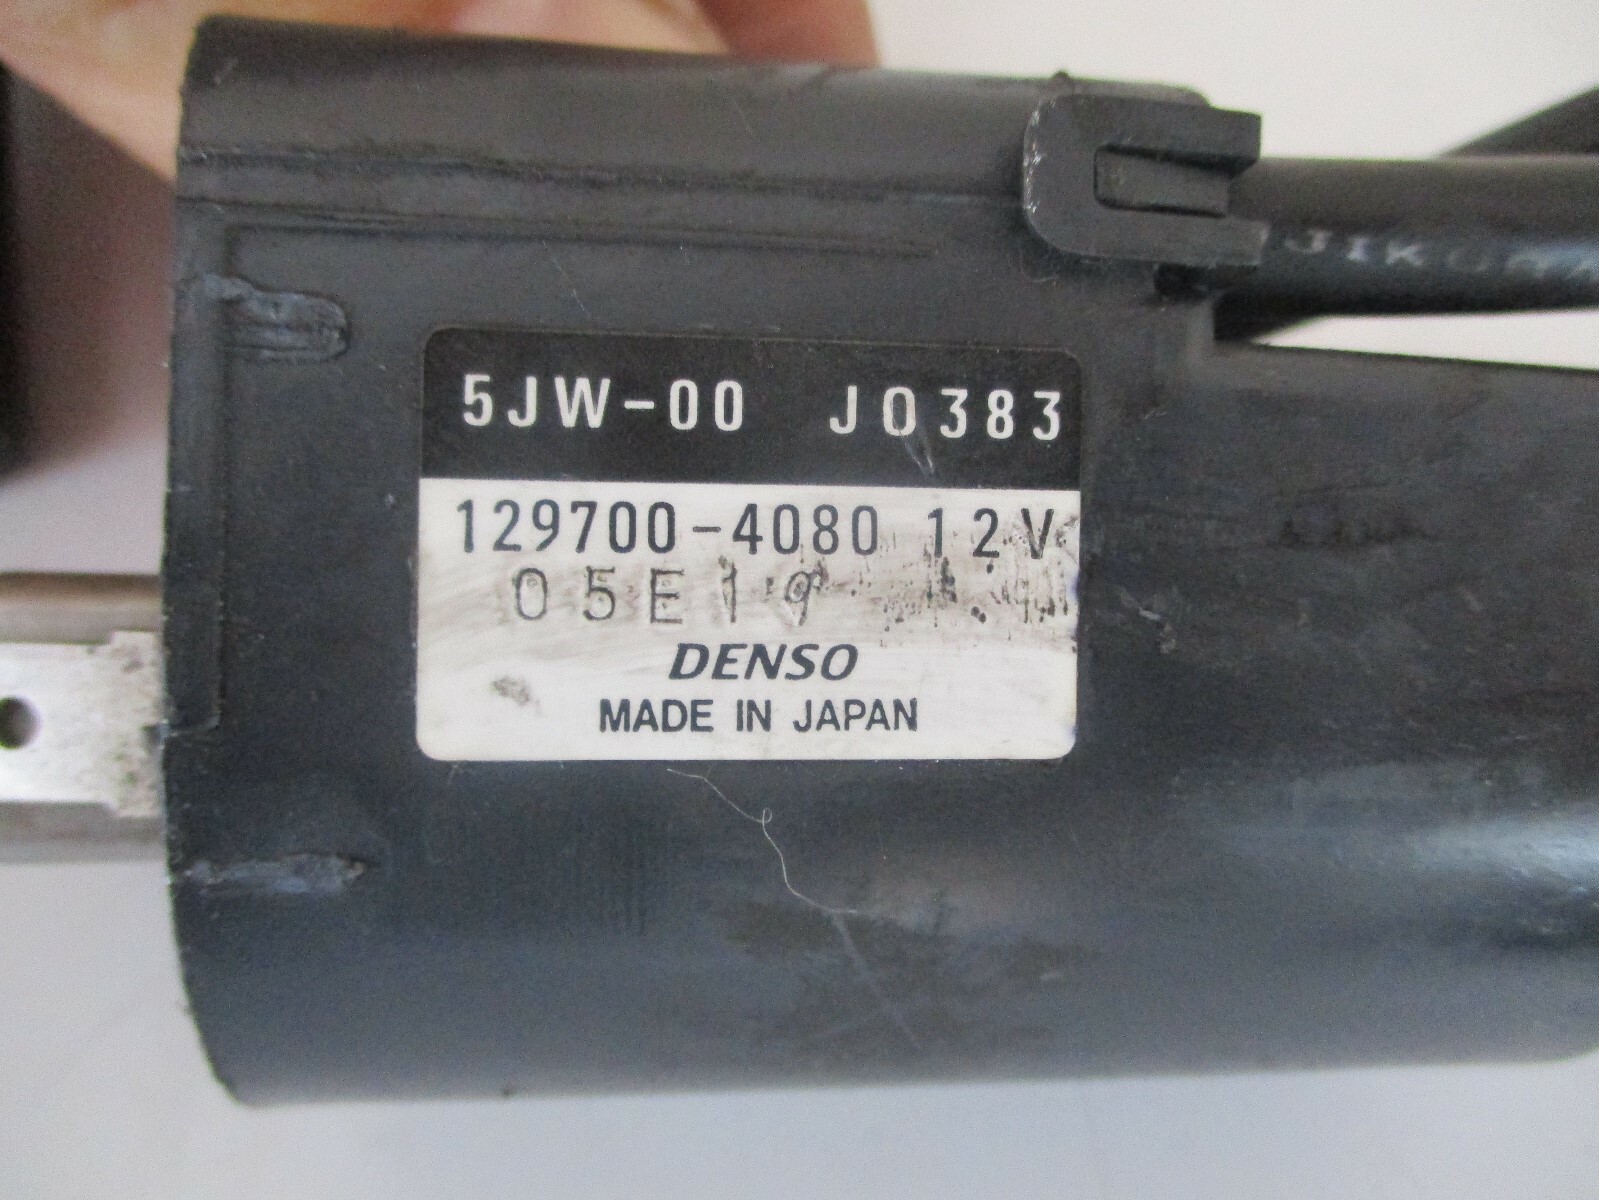 5JW-00 J0383
129700-4080 12V
05E19
DENSO
MADE IN JAPAN